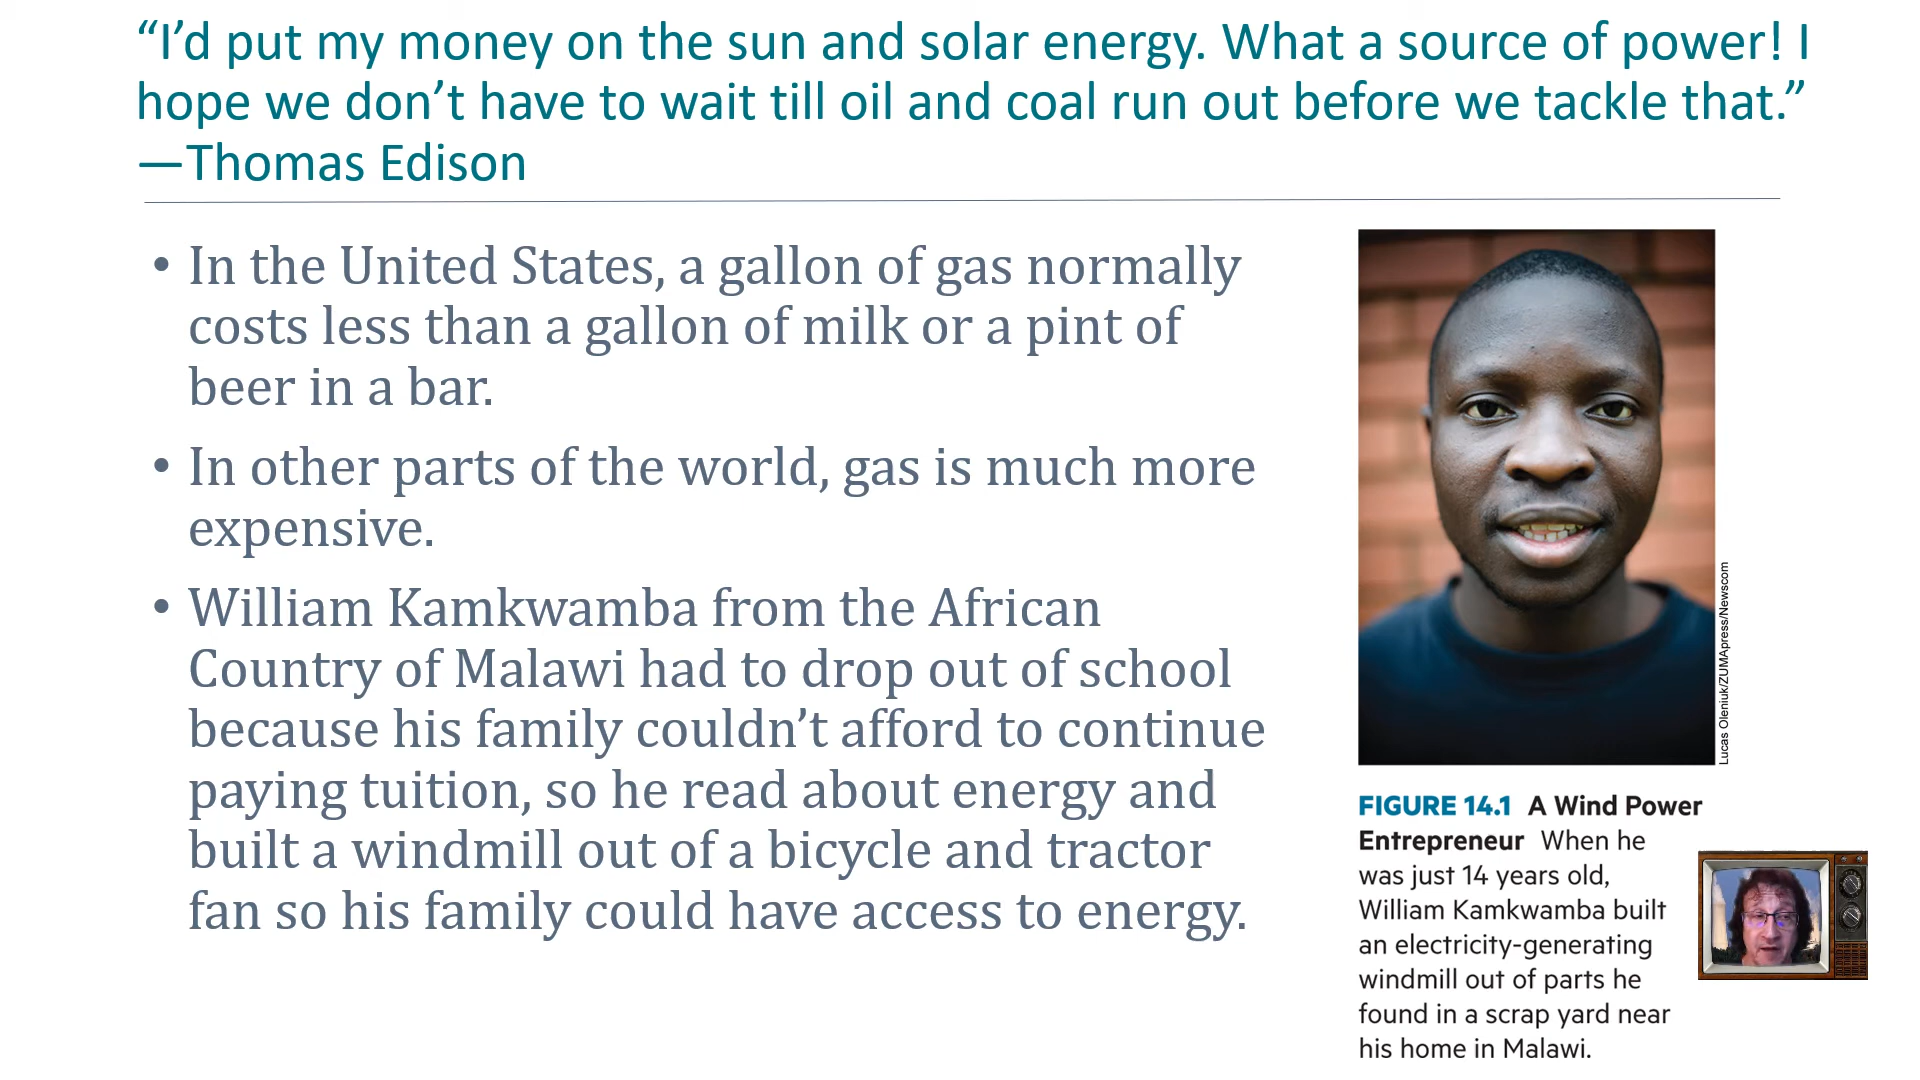 “I’d put my money on the sun and solar energy. What a source of power! I
hope we don’t have to wait till oil and coal run out before we tackle that.”
—Thomas Edison
• In the United States, a gallon of gas normally
costs less than a gallon of milk or a pint of
beer in a bar.
• In other parts of the world, gas is much more
expensive.
• William Kamkwamba from the African
Country of Malawi had to drop out of school
because his family couldn’t afford to continue
paying tuition, so he read about energy and
built a windmill out of a bicycle and tractor
fan so his family could have access to energy.
Lucas Oleniuk/ZUMApress/Newscom
FIGURE 14.1 A Wind Power
Entrepreneur When he
was just 14 years old,
William Kamkwamba built
an electricity-generating
windmill out of parts he
found in a scrap yard near
his home in Malawi.